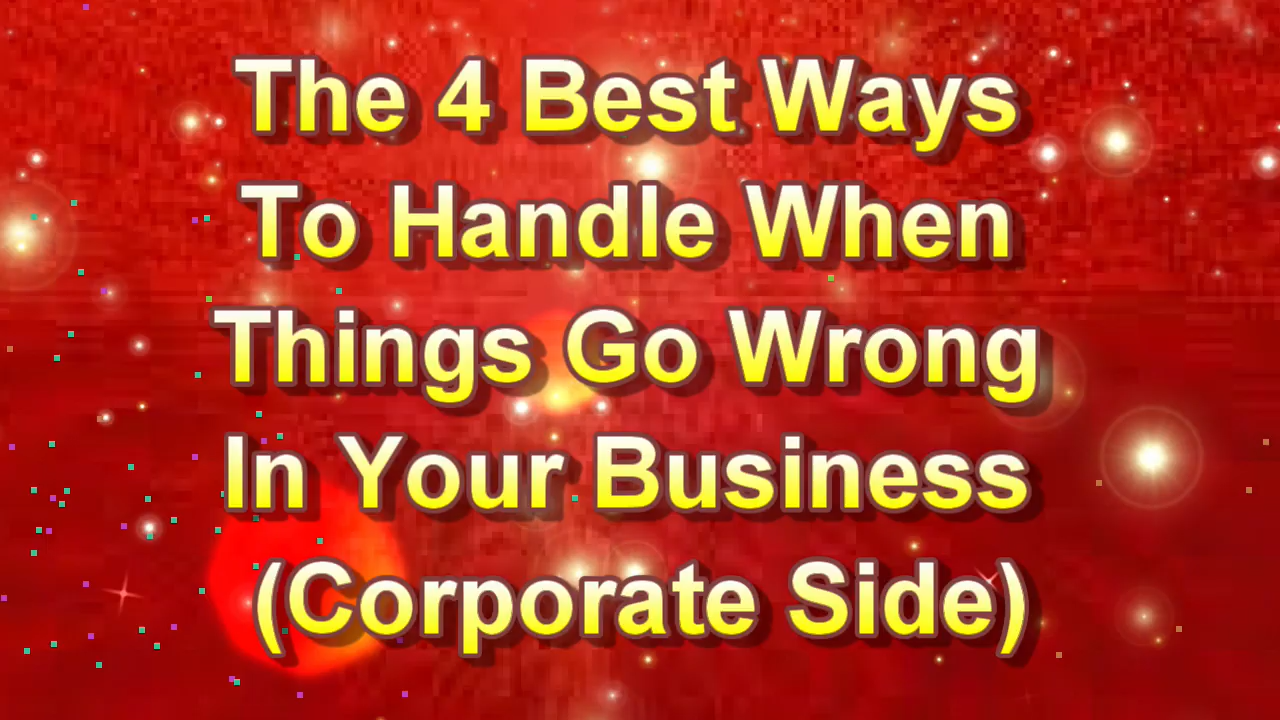 The 4 Best Ways
To Handle When
Things Go Wrong
In Your Business
(Corporate Side)